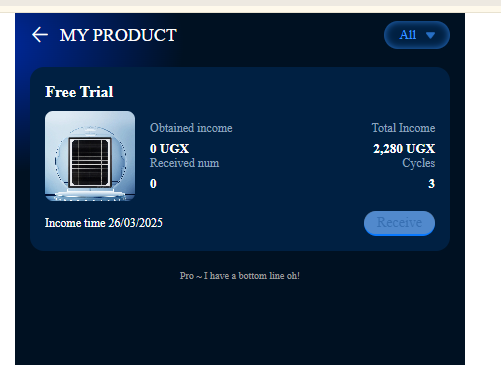 MY PRODUCT
All
Free Trial
Obtained income
Total Income
0 UGX
2,280 UGX
Received num
Cycles
0
3
Income time 26/03/2025
Receive
Pro ~ I have a bottom line oh!